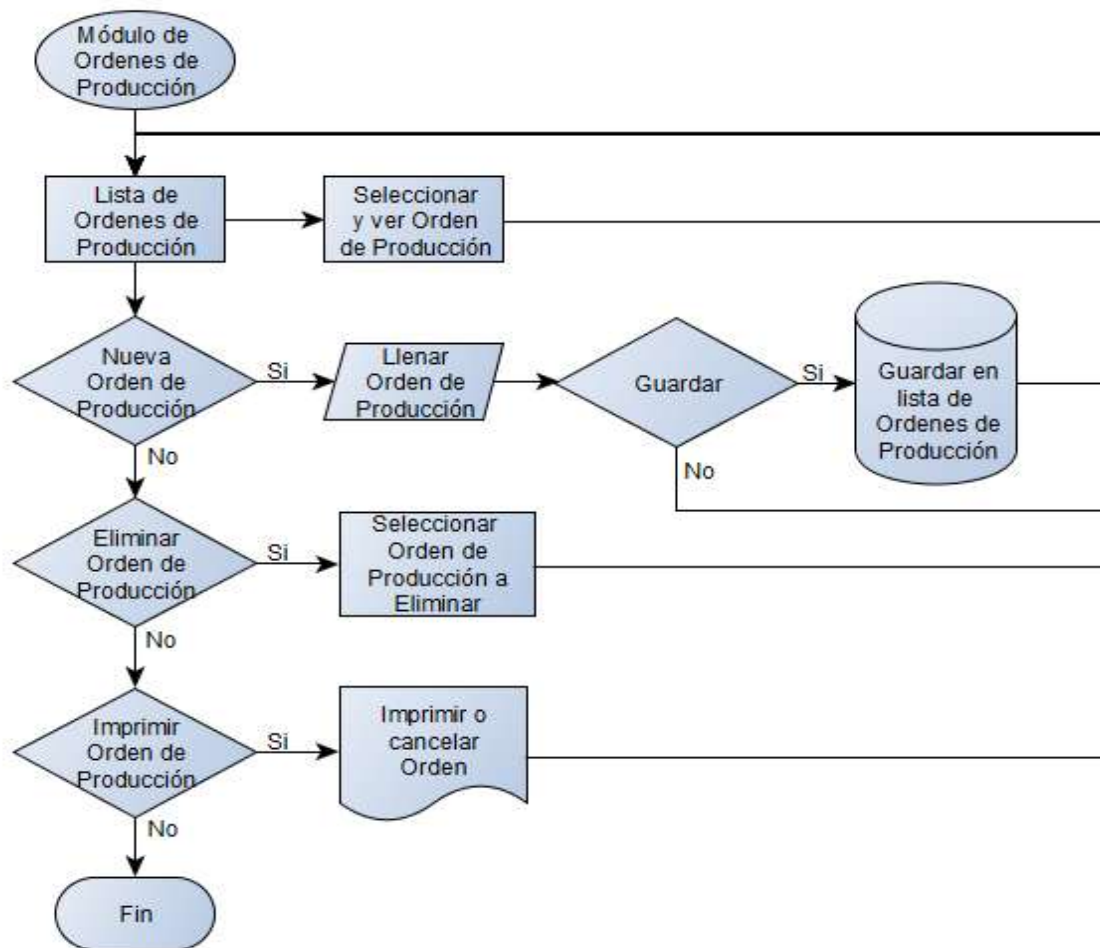 Módulo de
Ordenes de
Producción
Lista de
Ordenes de
Producción
Seleccionar
y ver Orden
de Producción
Nueva
Orden de
Producción
Si
Llenar
Orden de
Producción
Guardar
Si
Guardar en
lista de
Ordenes de
Producción
No
No
Eliminar
Orden de
Producción
Si
Seleccionar
Orden de
Producción a
Eliminar
No
Imprimir
Orden de
Producción
Si
Imprimir o
cancelar
Orden
No
Fin